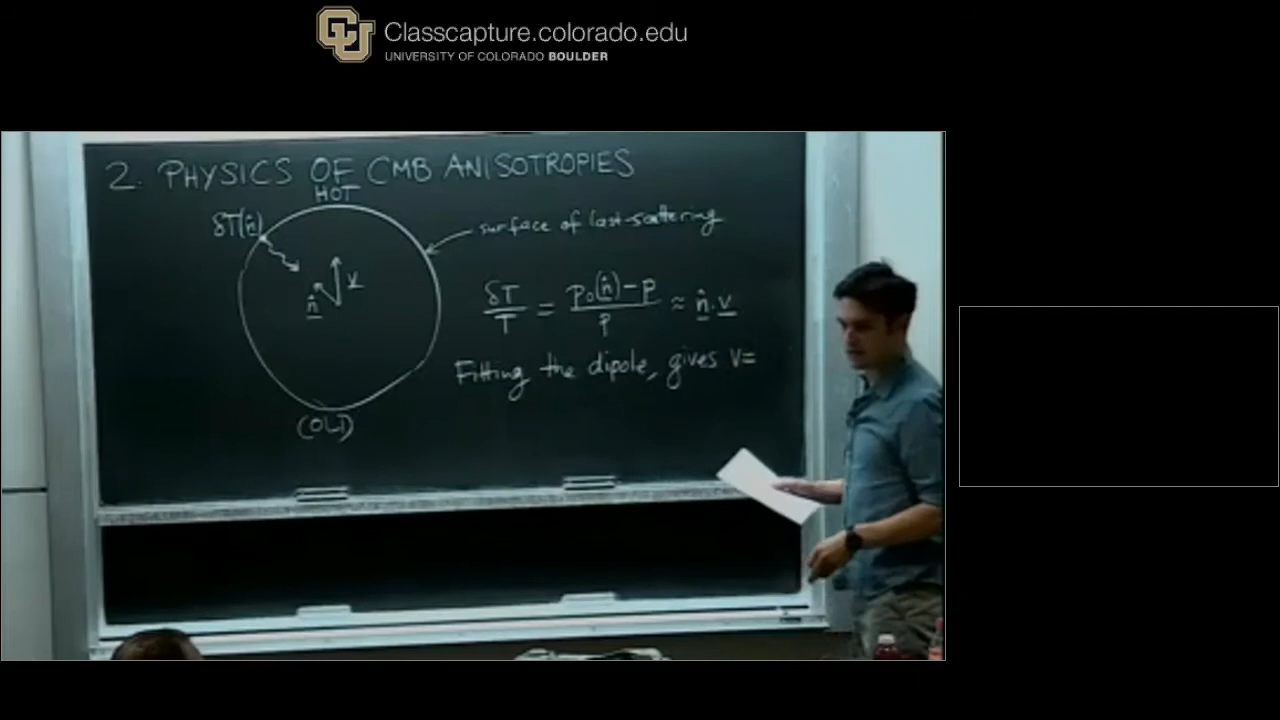 CU Classcapture.colorado.edu
UNIVERSITY OF COLORADO BOULDER
2. PHYSICS OF CMB ANISOTROPIES
HOT
δT(n̂)
surface of last-scattering
v
n̂
δT/T = p₀(n̂)-p/p ≈ n̂·v
Fitting the dipole, gives v=
COLD